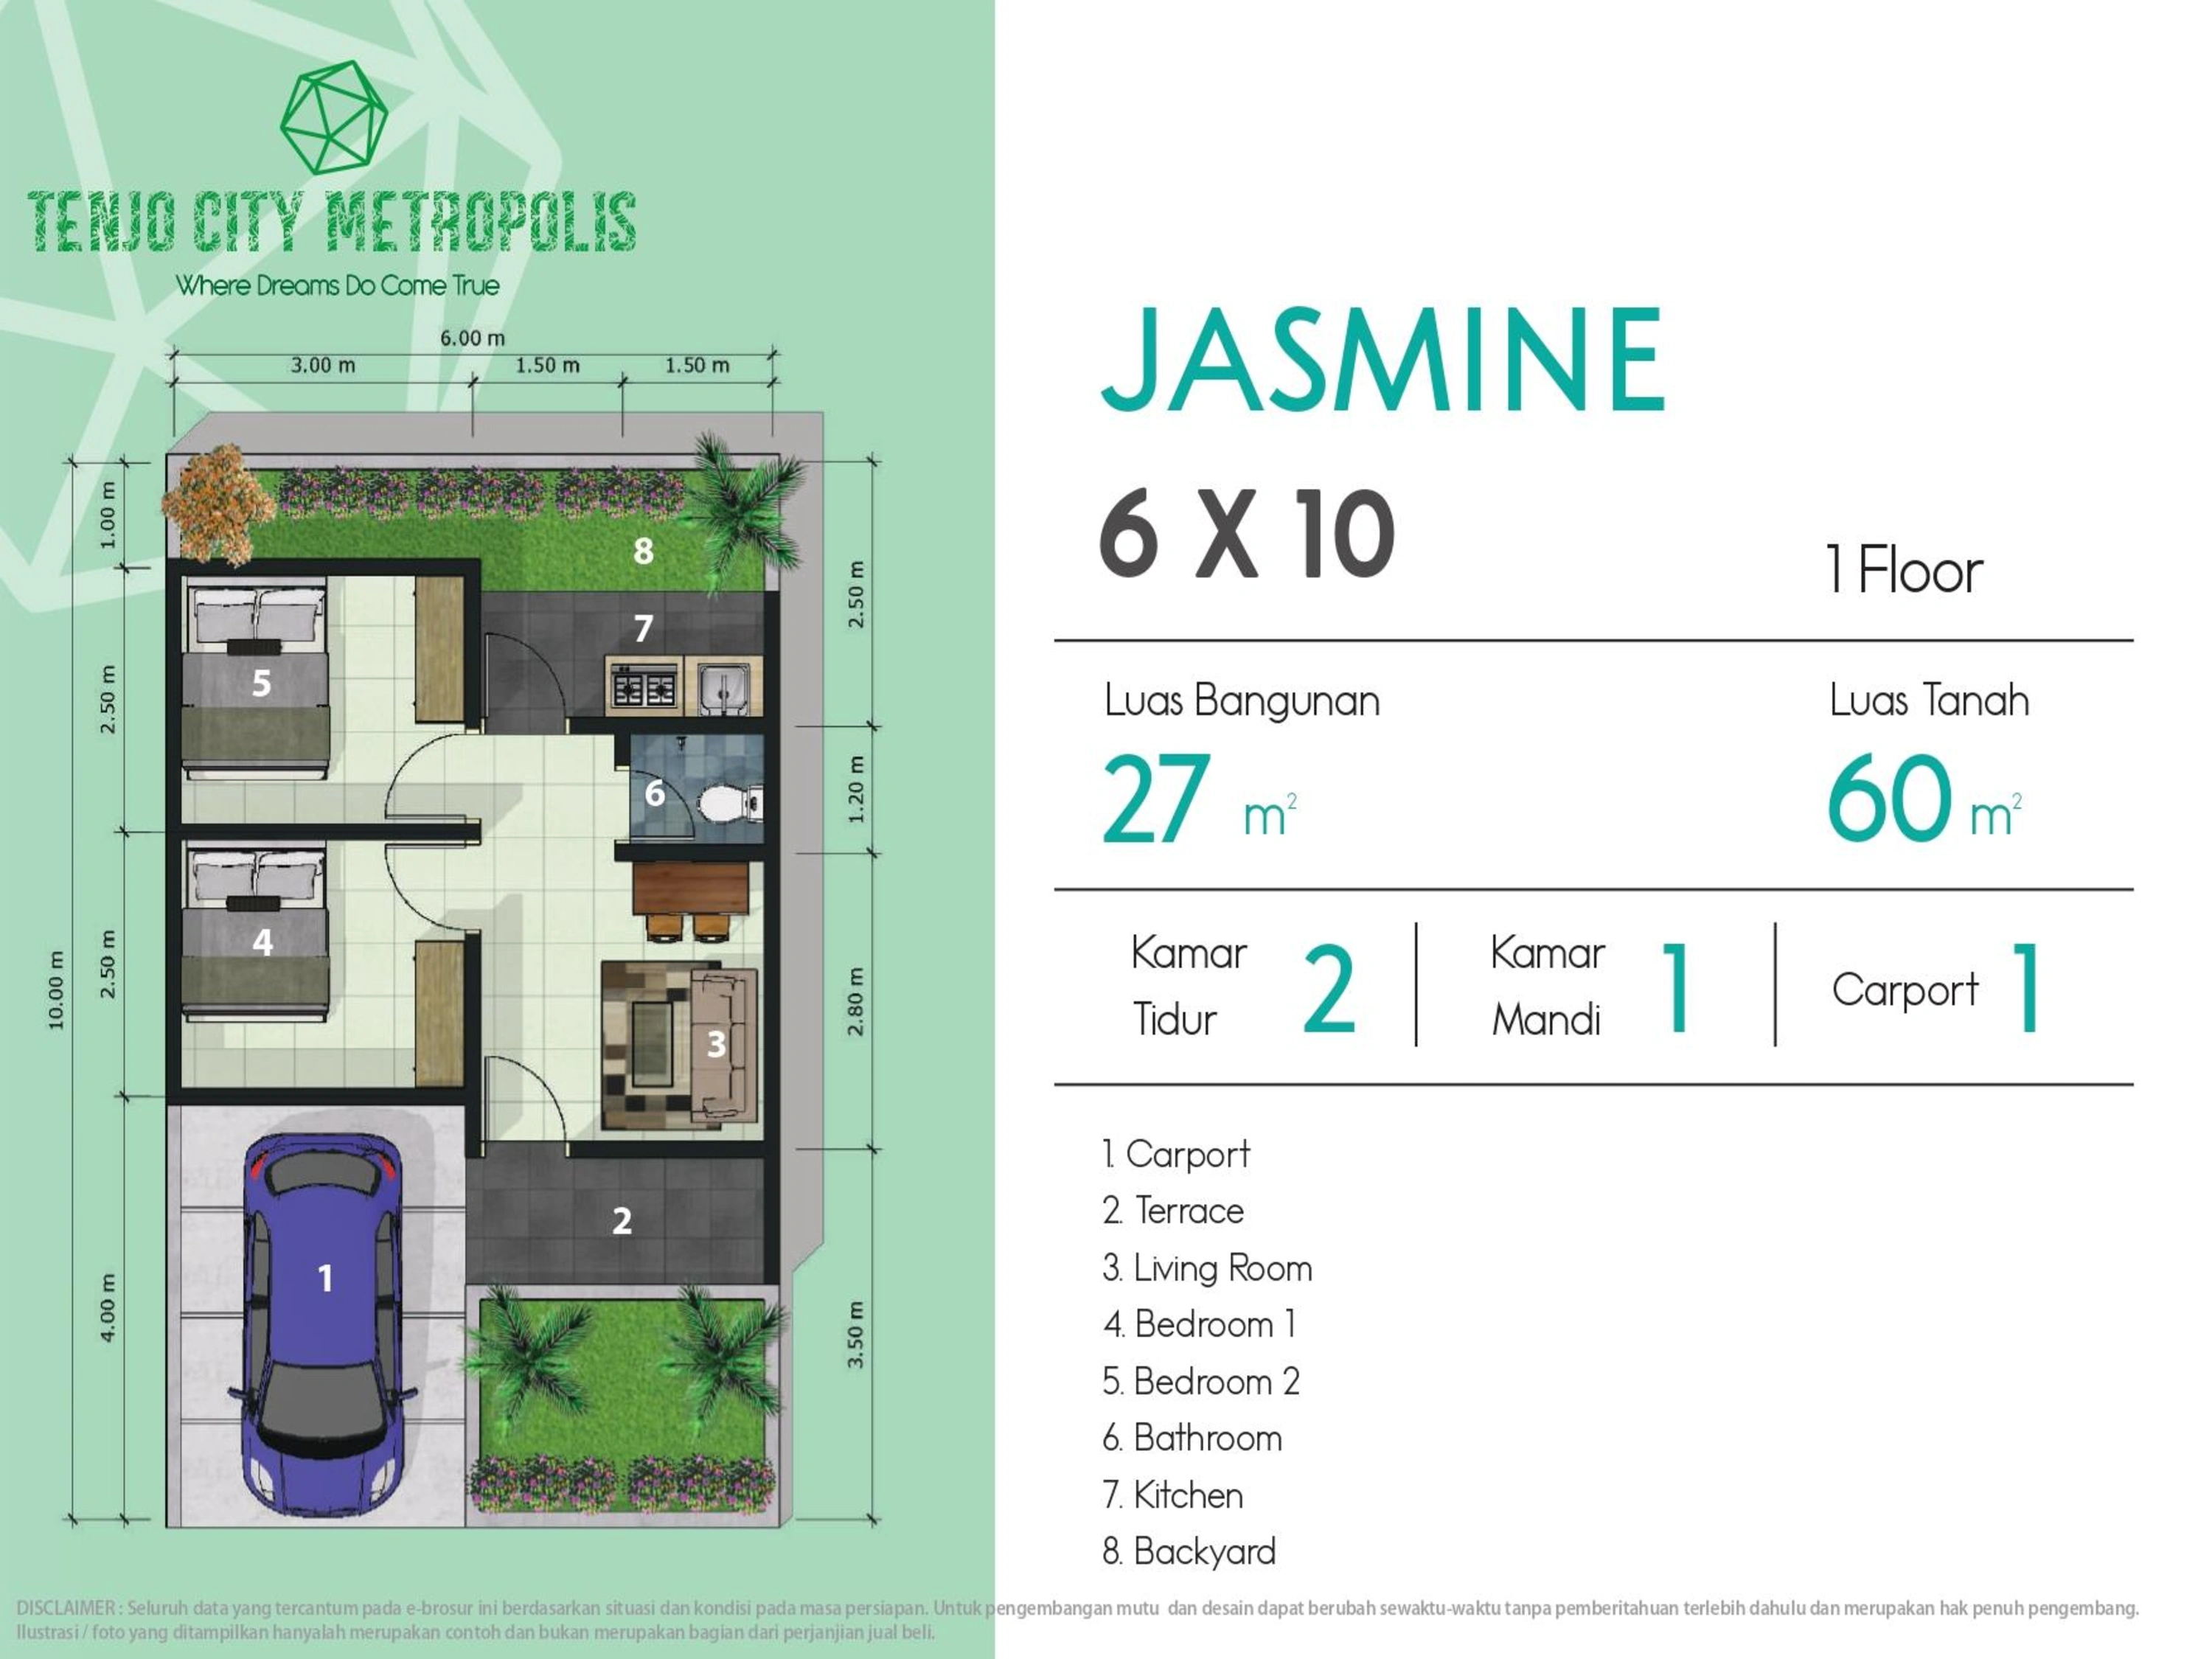 TENJO CITY METROPOLIS
Where Dreams Do Come True
6.00 m
3.00 m
1.50 m
1.50 m
1.00 m
2.50 m
2.50 m
4.00 m
10.00 m
2.50 m
1.20 m
2.80 m
3.50 m
8
7
5
6
4
3
2
1
JASMINE
6 X 10
1 Floor
Luas Bangunan
27 m²
Luas Tanah
60 m²
Kamar
Tidur
2
Kamar
Mandi
1
Carport 1
1. Carport
2. Terrace
3. Living Room
4. Bedroom 1
5. Bedroom 2
6. Bathroom
7. Kitchen
8. Backyard
DISCLAIMER : Seluruh data yang tercantum pada e-brosur ini berdasarkan situasi dan kondisi pada masa persiapan. Untuk pengembangan mutu dan desain dapat berubah sewaktu-waktu tanpa pemberitahuan terlebih dahulu dan merupakan hak penuh pengembang.
Ilustrasi / foto yang ditampilkan hanyalah merupakan contoh dan bukan merupakan bagian dari perjanjian jual beli.